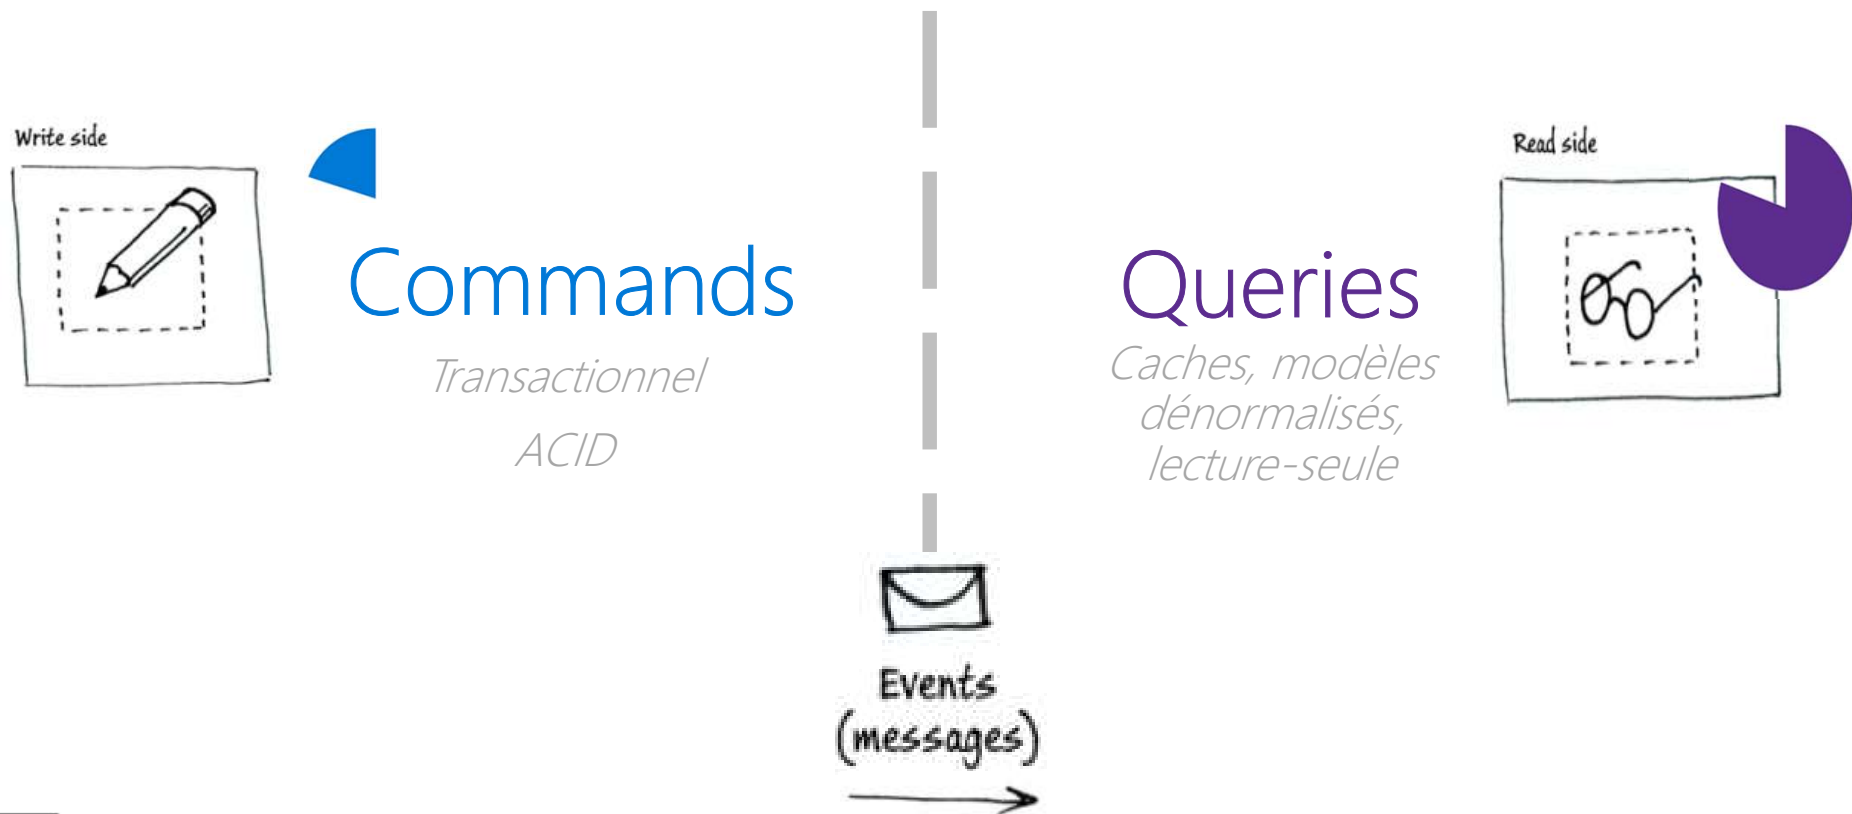 Write side
Commands
Transactionnel
ACID
Read side
Queries
Caches, modèles
dénormalisés,
lecture-seule
Events
(messages)